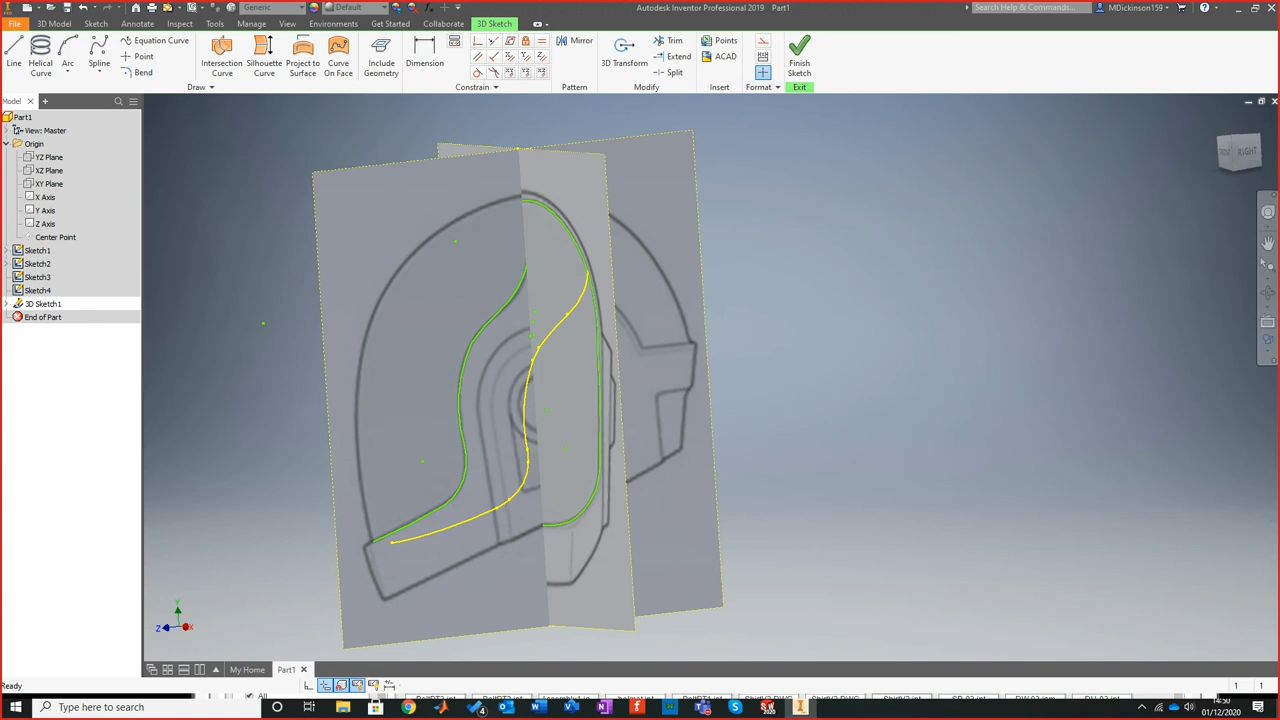 Generic
Default
Autodesk Inventor Professional 2019 Part1
Search Help & Commands...
MDickinson159
File
3D Model
Sketch
Annotate
Inspect
Tools
Manage
View
Environments
Get Started
Collaborate
3D Sketch
Line
Helical
Curve
Arc
Spline
Equation Curve
Point
Bend
Intersection
Curve
Silhouette
Curve
Project to
Surface
Curve
On Face
Include
Geometry
Dimension
Mirror
3D Transform
Trim
Extend
Split
Points
ACAD
Finish
Sketch
Draw
Constrain
Pattern
Modify
Insert
Format
Exit
Model
Part1
View: Master
Origin
YZ Plane
XZ Plane
XY Plane
X Axis
Y Axis
Z Axis
Center Point
Sketch1
Sketch2
Sketch3
Sketch4
3D Sketch1
End of Part
RIGHT
Y
Z
X
My Home
Part1
Ready
1
1
All
Type here to search
14:50
01/12/2020